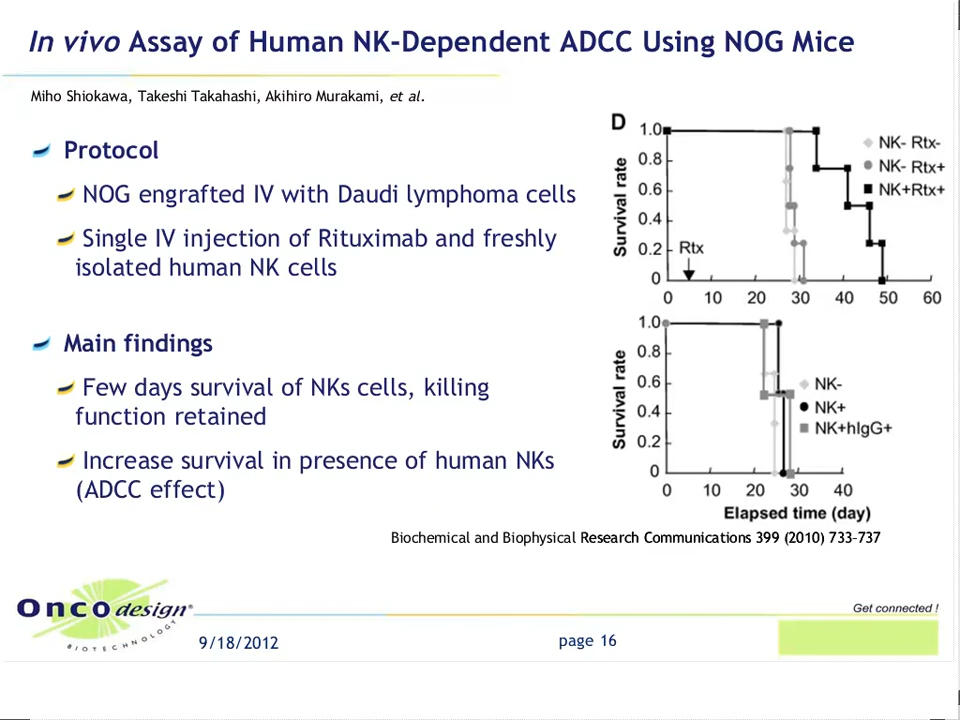 In vivo Assay of Human NK-Dependent ADCC Using NOG Mice
Miho Shiokawa, Takeshi Takahashi, Akihiro Murakami, et al.
Protocol
NOG engrafted IV with Daudi lymphoma cells
Single IV injection of Rituximab and freshly
isolated human NK cells
Main findings
Few days survival of NKs cells, killing
function retained
Increase survival in presence of human NKs
(ADCC effect)
D
Survival rate
1.0
0.8
0.6
0.4
0.2
0
Rtx
0 10 20 30 40 50 60
NK- Rtx-
NK- Rtx+
NK+Rtx+
Survival rate
1.0
0.8
0.6
0.4
0.2
0
0 10 20 30 40
NK-
NK+
NK+hIgG+
Elapsed time (day)
Biochemical and Biophysical Research Communications 399 (2010) 733–737
Oncodesign®
BIOTECHNOLOGY
Get connected !
9/18/2012
page 16